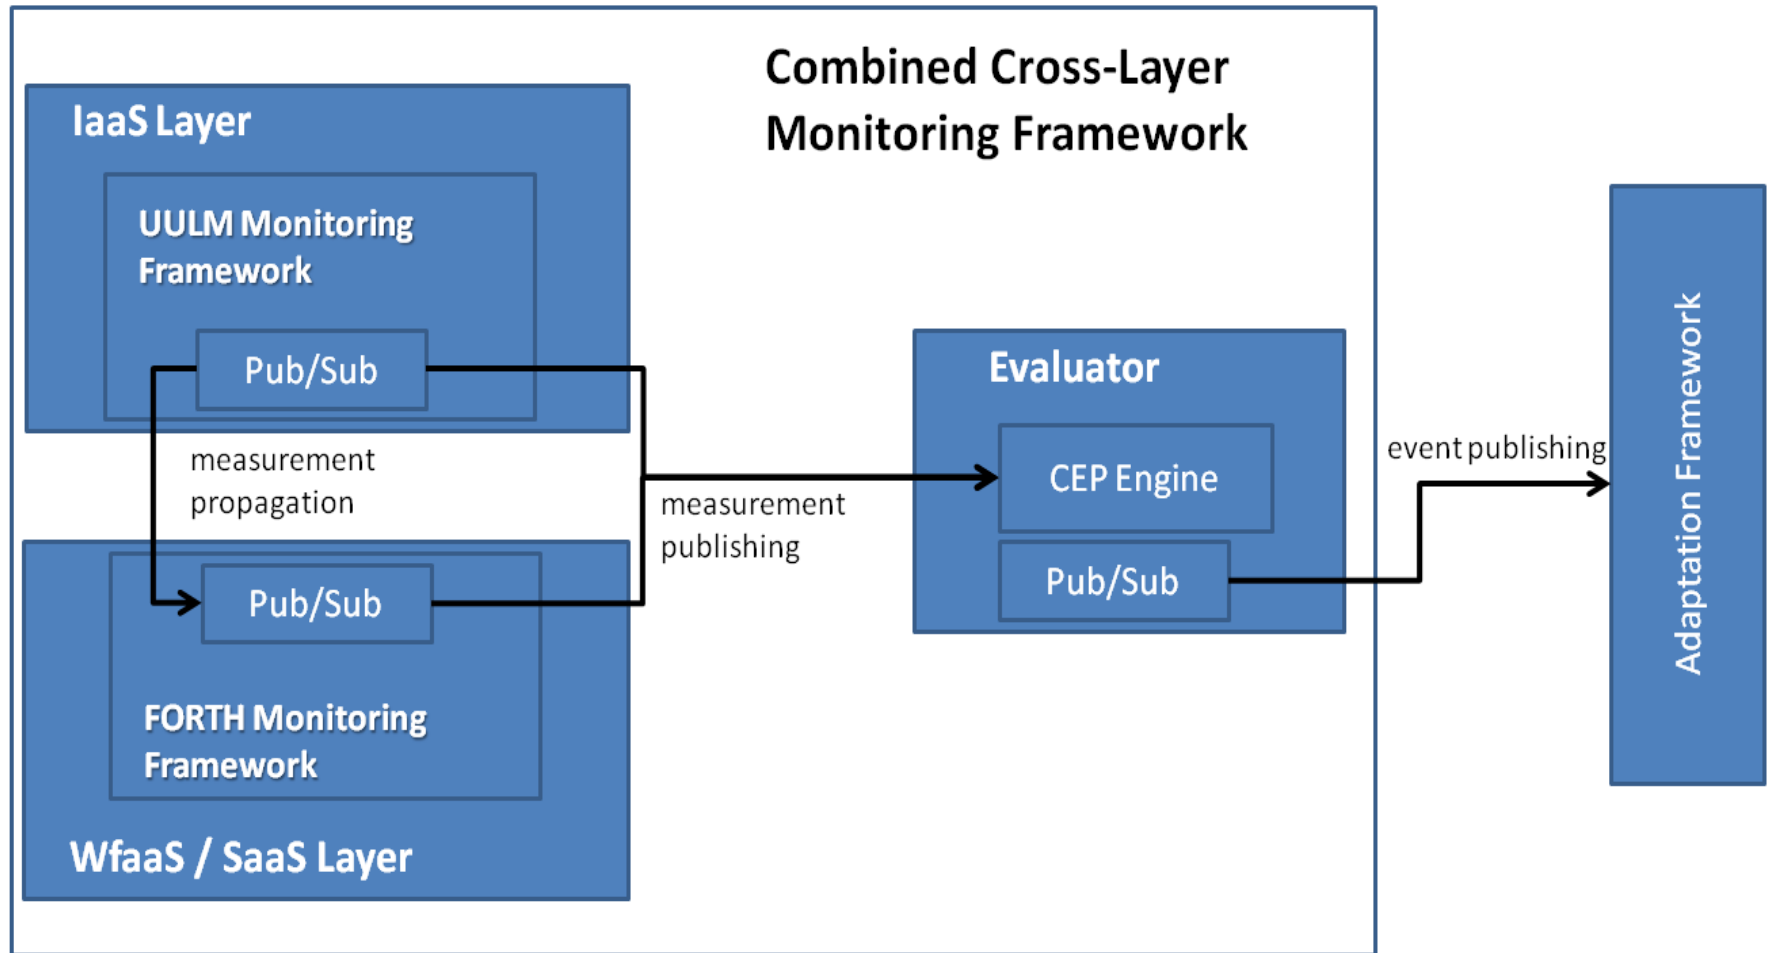 Combined Cross-Layer
Monitoring Framework
IaaS Layer
UULM Monitoring
Framework
Pub/Sub
measurement
propagation
Pub/Sub
FORTH Monitoring
Framework
WfaaS / SaaS Layer
measurement
publishing
Evaluator
CEP Engine
Pub/Sub
event publishing
Adaptation Framework